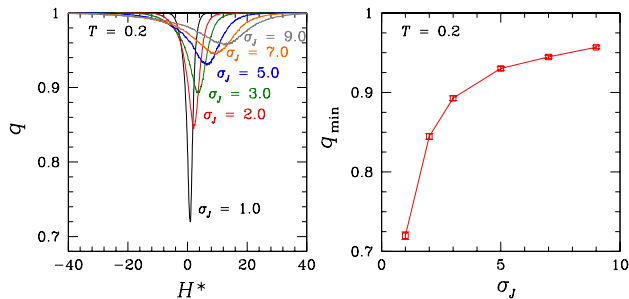 T = 0.2
σJ = 9.0
σJ = 7.0
σJ = 5.0
σJ = 3.0
σJ = 2.0
σJ = 1.0
q
1
0.9
0.8
0.7
−40
−20
0
20
40
H*
T = 0.2
qmin
1
0.9
0.8
0.7
0
5
10
σJ